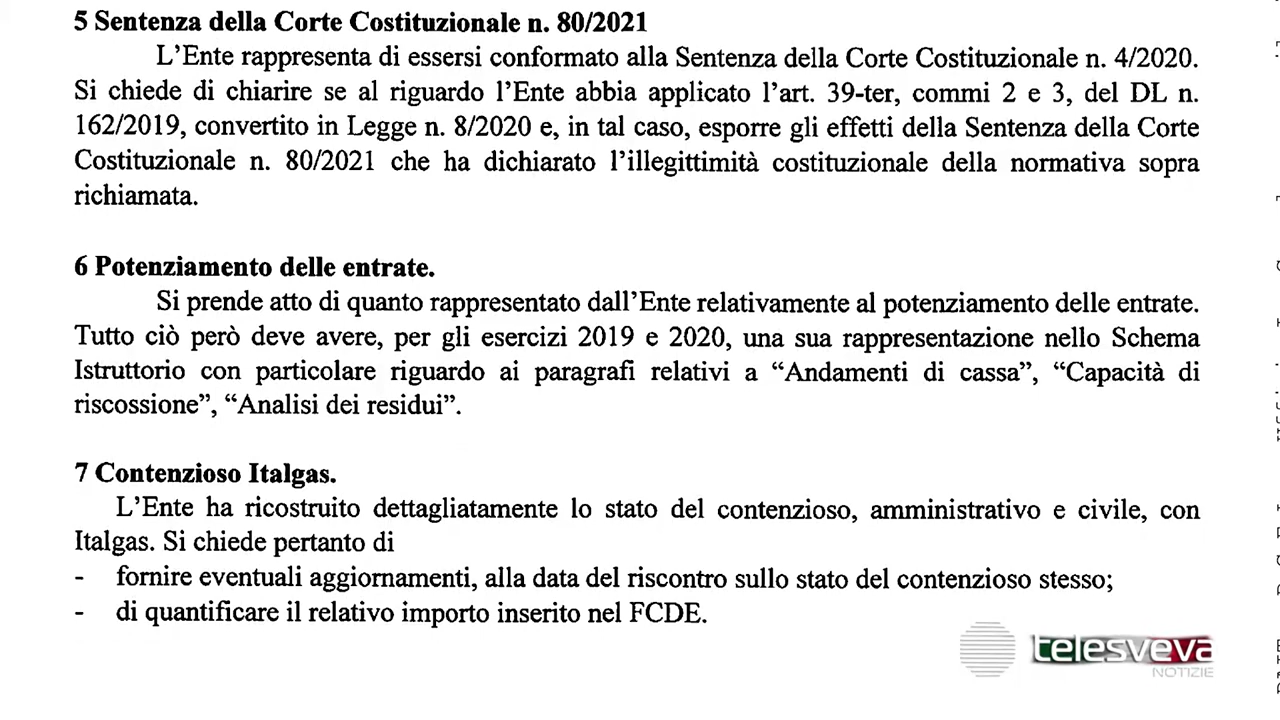 5 Sentenza della Corte Costituzionale n. 80/2021
L'Ente rappresenta di essersi conformato alla Sentenza della Corte Costituzionale n. 4/2020.
Si chiede di chiarire se al riguardo l'Ente abbia applicato l'art. 39-ter, commi 2 e 3, del DL n.
162/2019, convertito in Legge n. 8/2020 e, in tal caso, esporre gli effetti della Sentenza della Corte
Costituzionale n. 80/2021 che ha dichiarato l'illegittimità costituzionale della normativa sopra
richiamata.
6 Potenziamento delle entrate.
Si prende atto di quanto rappresentato dall'Ente relativamente al potenziamento delle entrate.
Tutto ciò però deve avere, per gli esercizi 2019 e 2020, una sua rappresentazione nello Schema
Istruttorio con particolare riguardo ai paragrafi relativi a “Andamenti di cassa”, “Capacità di
riscossione”, “Analisi dei residui”.
7 Contenzioso Italgas.
L'Ente ha ricostruito dettagliatamente lo stato del contenzioso, amministrativo e civile, con
Italgas. Si chiede pertanto di
- fornire eventuali aggiornamenti, alla data del riscontro sullo stato del contenzioso stesso;
- di quantificare il relativo importo inserito nel FCDE.
telesveva
NOTIZIE